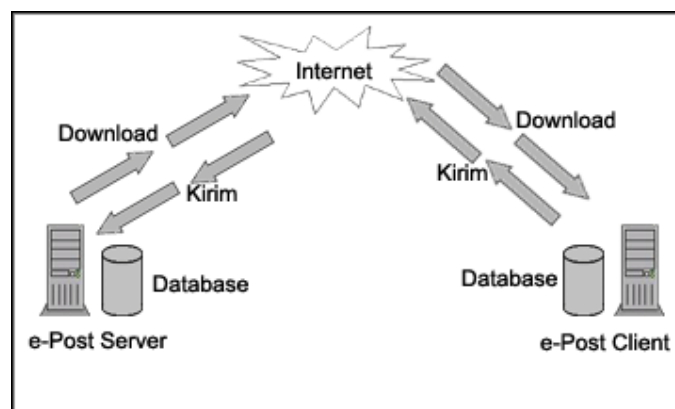 Internet
Download
Download
Kirim
Kirim
Database
Database
e-Post Server
e-Post Client